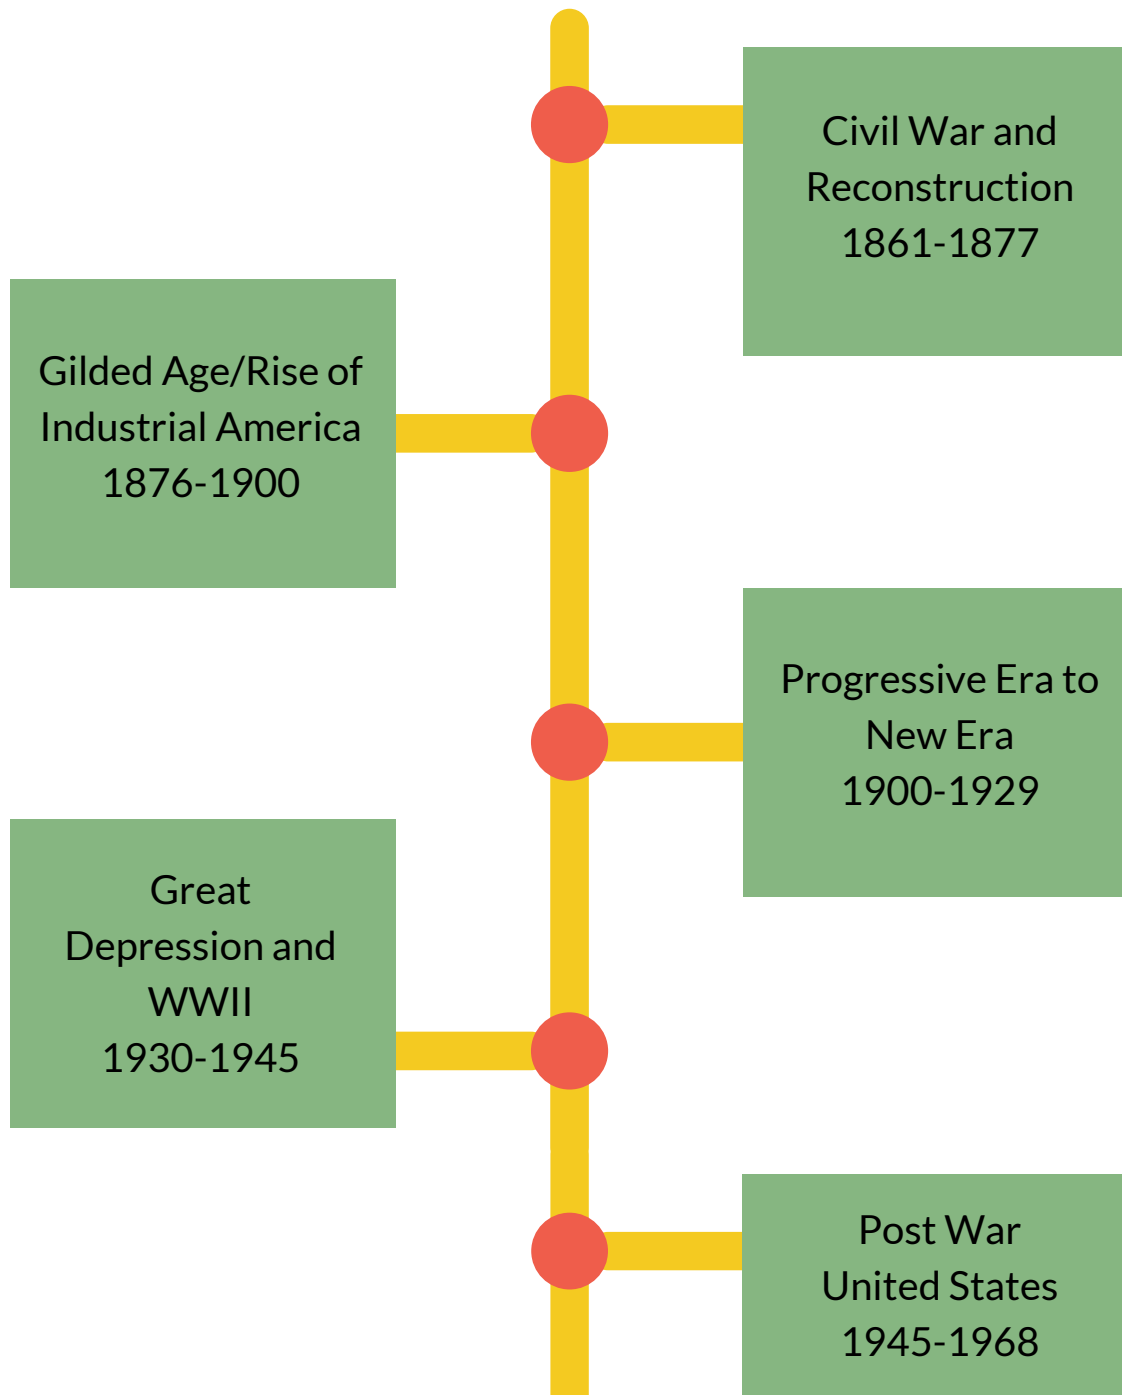 Civil War and
Reconstruction
1861-1877
Gilded Age/Rise of
Industrial America
1876-1900
Progressive Era to
New Era
1900-1929
Great
Depression and
WWII
1930-1945
Post War
United States
1945-1968